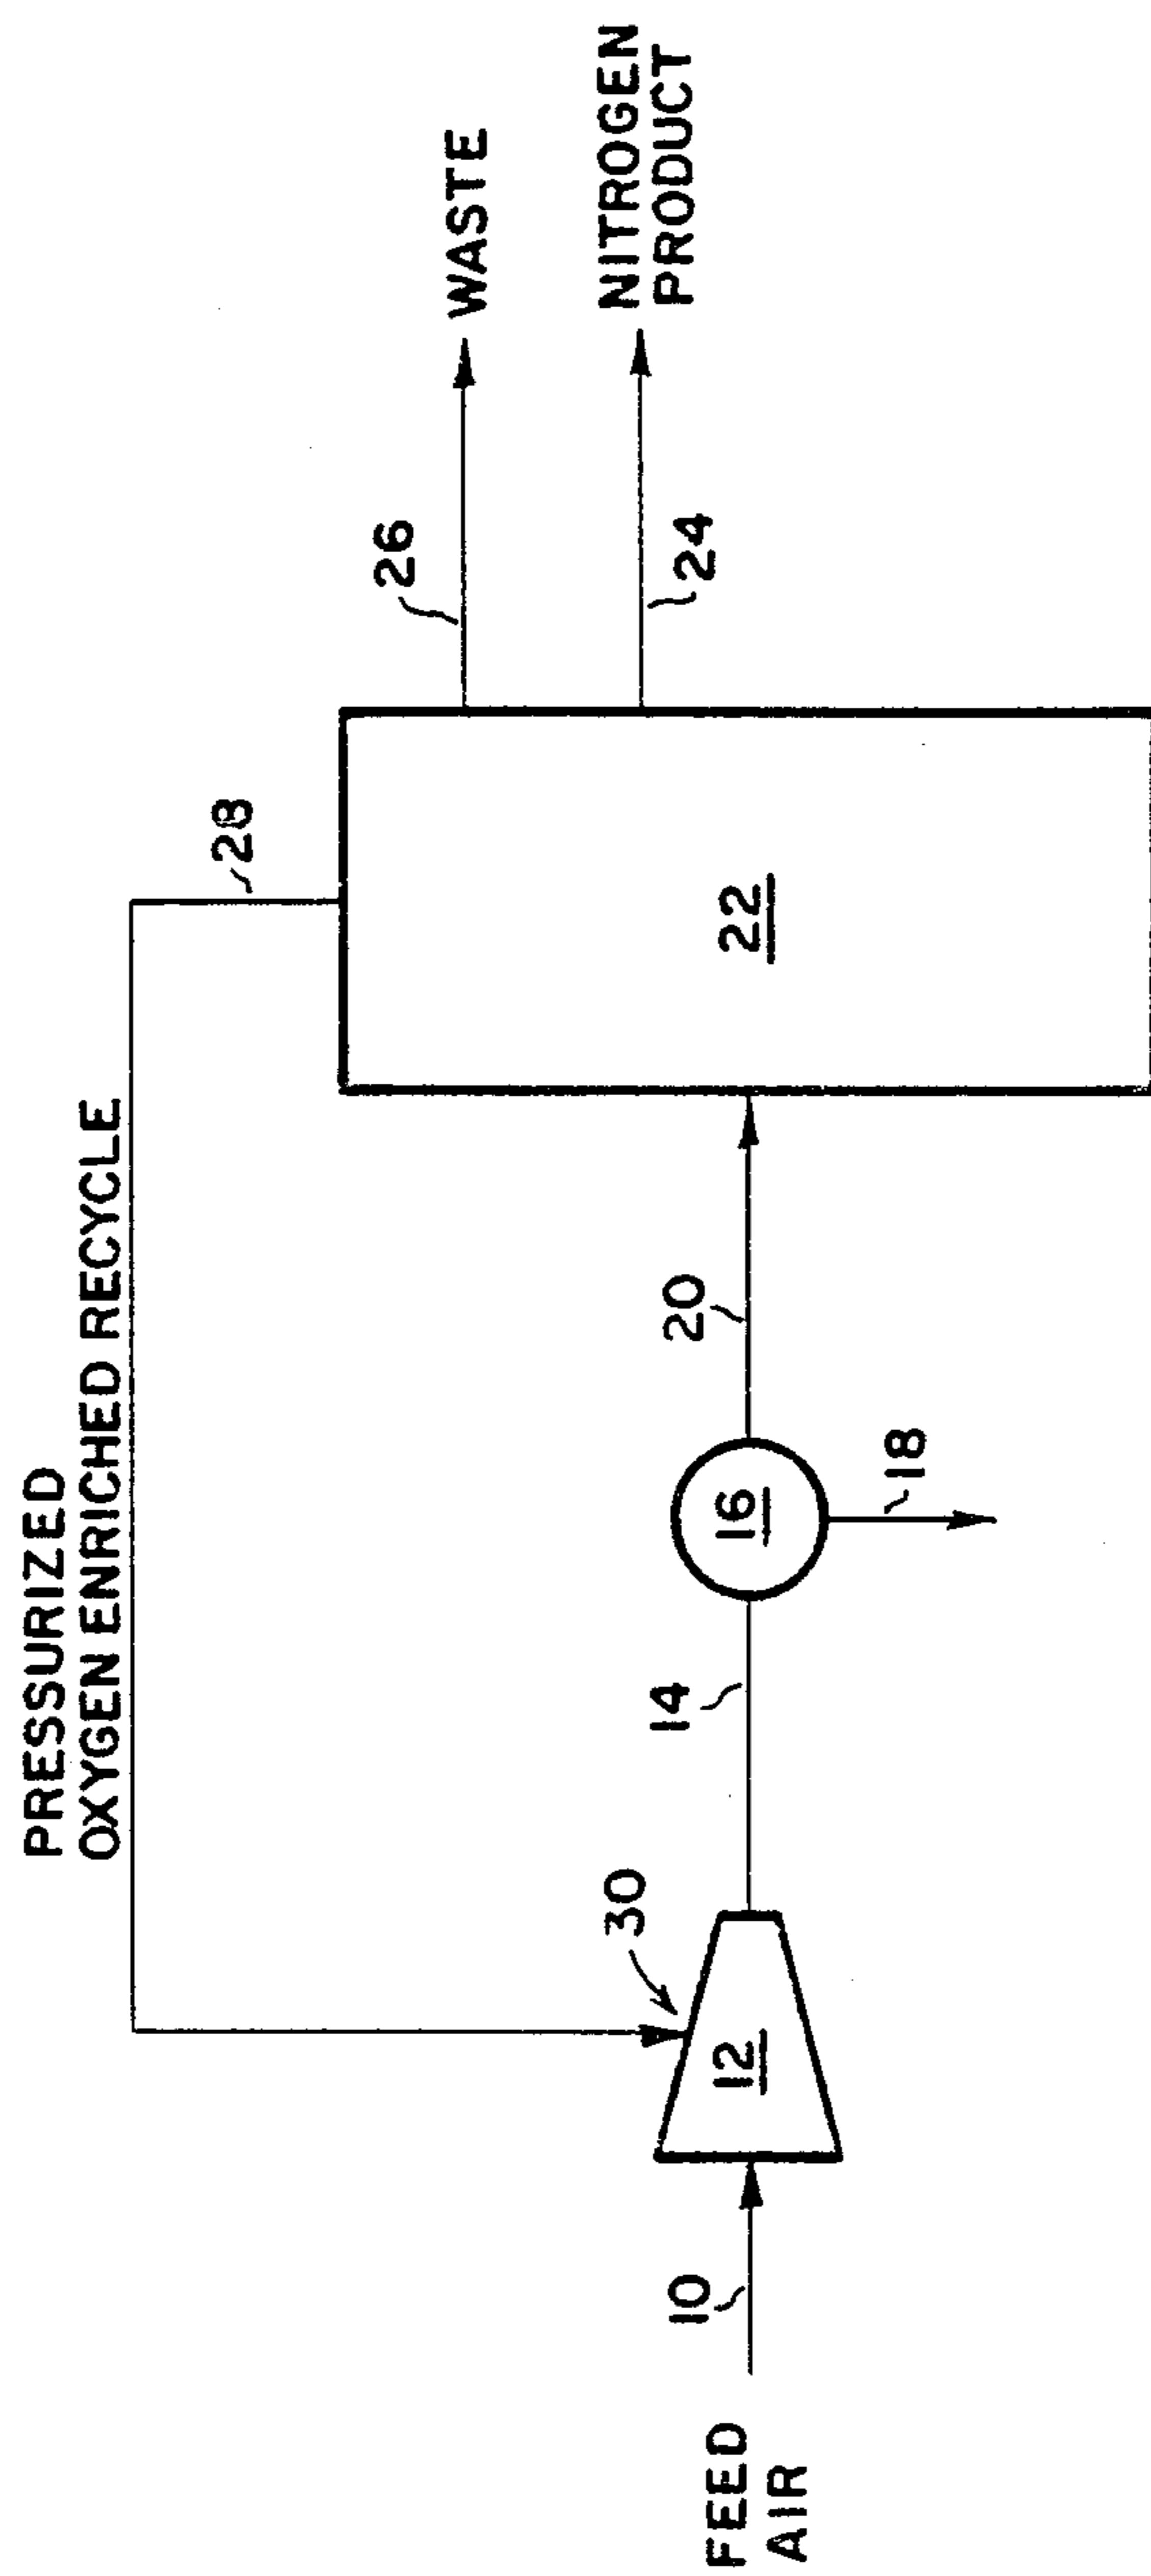 PRESSURIZED
OXYGEN ENRICHED RECYCLE
28
26
WASTE
NITROGEN
PRODUCT
24
30
14
20
FEED
AIR
10
12
16
18
22